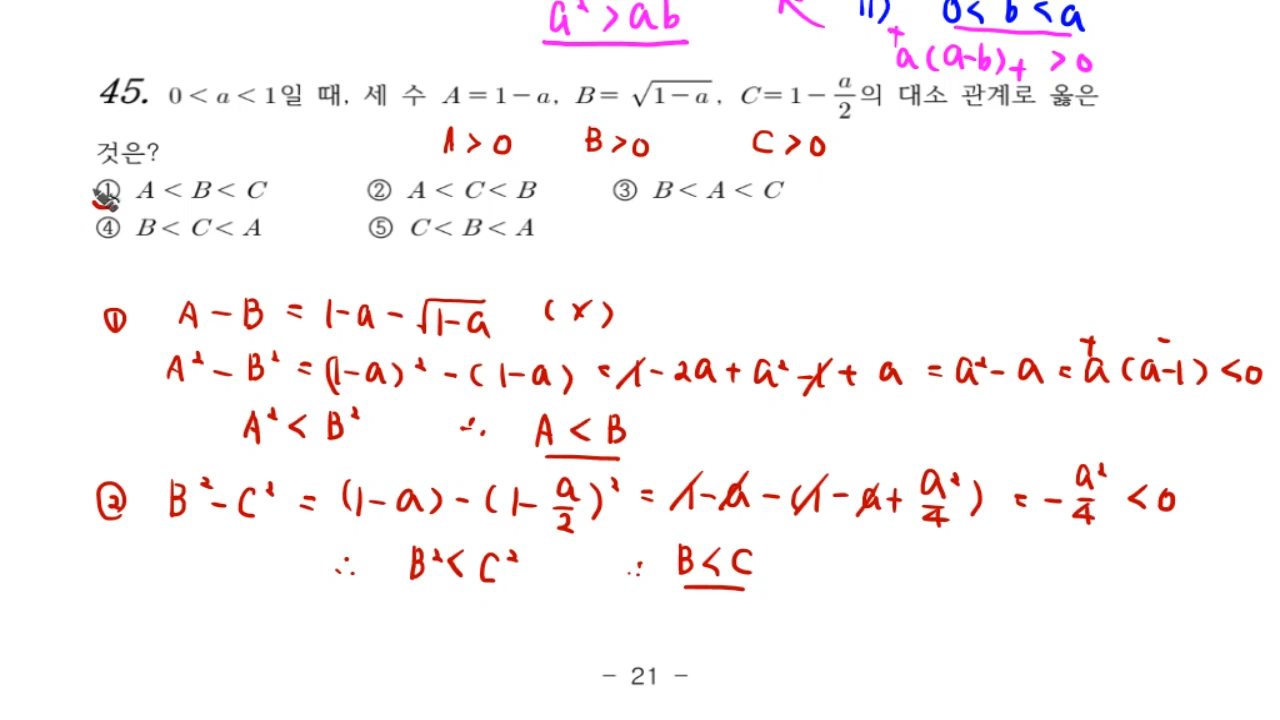 a² > ab ii) 0 < b < a
a(a-b) > 0
+ +
45. 0 < a < 1일 때, 세 수 A = 1 - a, B = √(1-a), C = 1 - a/2의 대소 관계로 옳은
A > 0 B > 0 C > 0
것은?
① A < B < C ② A < C < B ③ B < A < C
④ B < C < A ⑤ C < B < A
① A - B = 1-a - √(1-a) (×)
+ -
A² - B² = (1-a)² - (1-a) = 1 - 2a + a² - 1 + a = a² - a = a(a-1) < 0
A² < B² ∴ A < B
② B² - C² = (1-a) - (1 - a/2)² = 1 - a - (1 - a + a²/4) = - a²/4 < 0
∴ B² < C² ∴ B < C
- 21 -